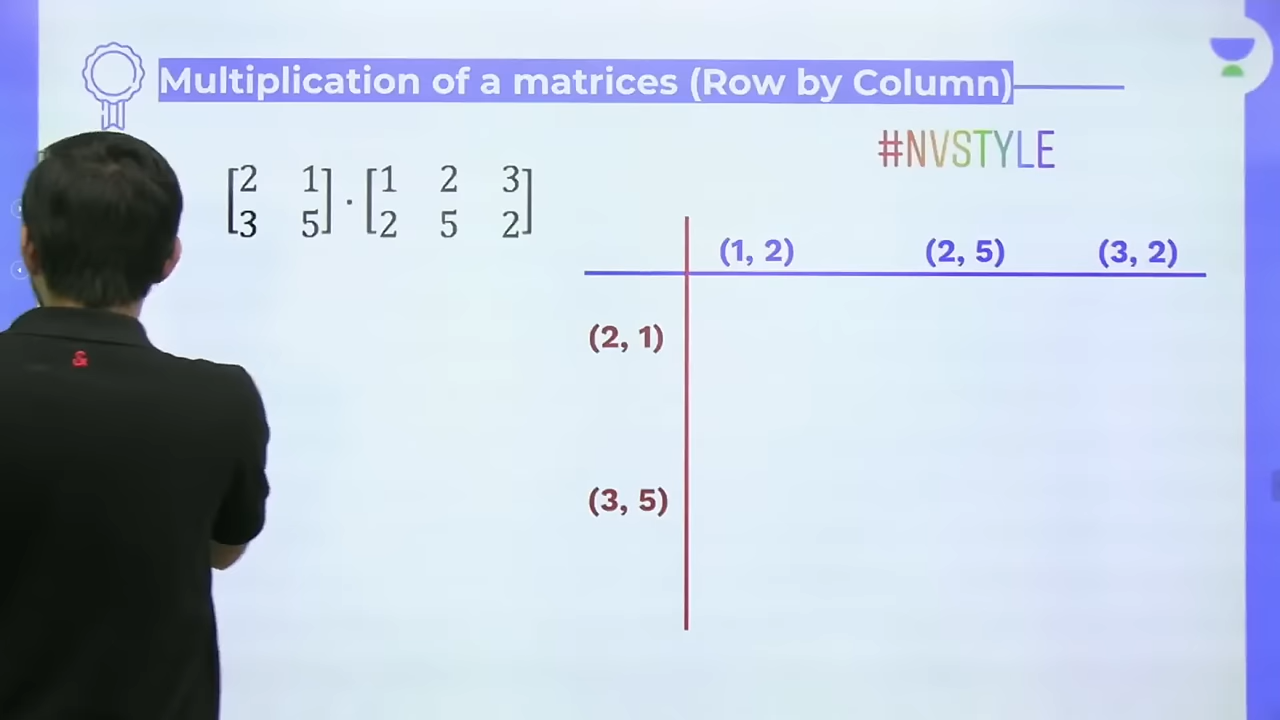 Multiplication of a matrices (Row by Column)
#NVSTYLE
[2 1] · [1 2 3]
[3 5] [2 5 2]
(1, 2) (2, 5) (3, 2)
(2, 1)
(3, 5)